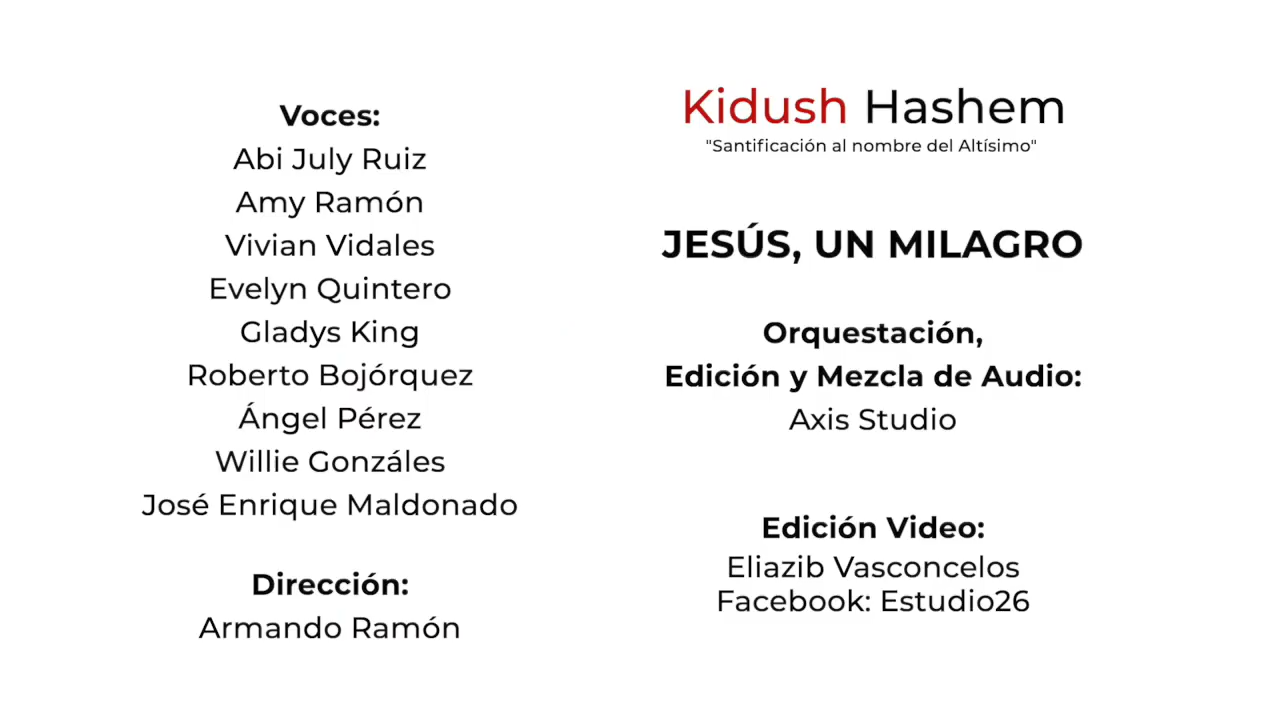 Voces:
Abi July Ruiz
Amy Ramón
Vivian Vidales
Evelyn Quintero
Gladys King
Roberto Bojórquez
Ángel Pérez
Willie Gonzáles
José Enrique Maldonado
Dirección:
Armando Ramón
Kidush Hashem
"Santificación al nombre del Altísimo"
JESÚS, UN MILAGRO
Orquestación,
Edición y Mezcla de Audio:
Axis Studio
Edición Video:
Eliazib Vasconcelos
Facebook: Estudio26